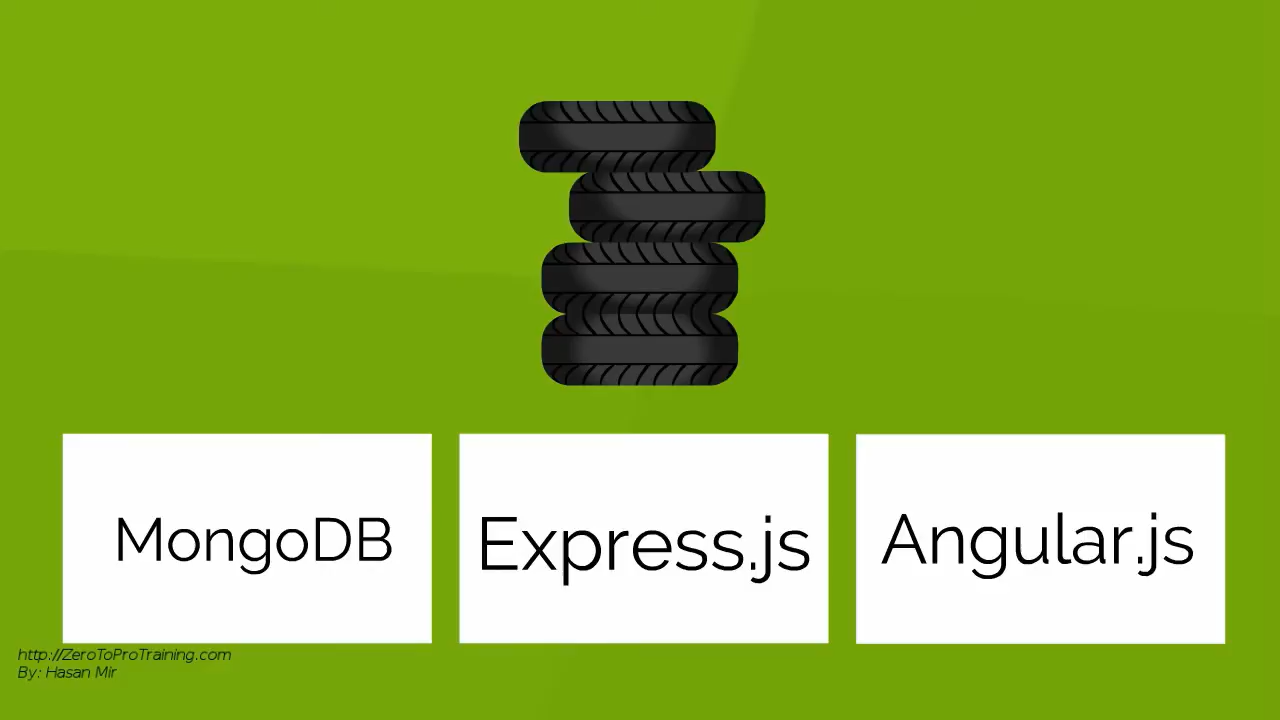 MongoDB
Express.js
Angular.js
http://ZeroToProTraining.com
By: Hasan Mir